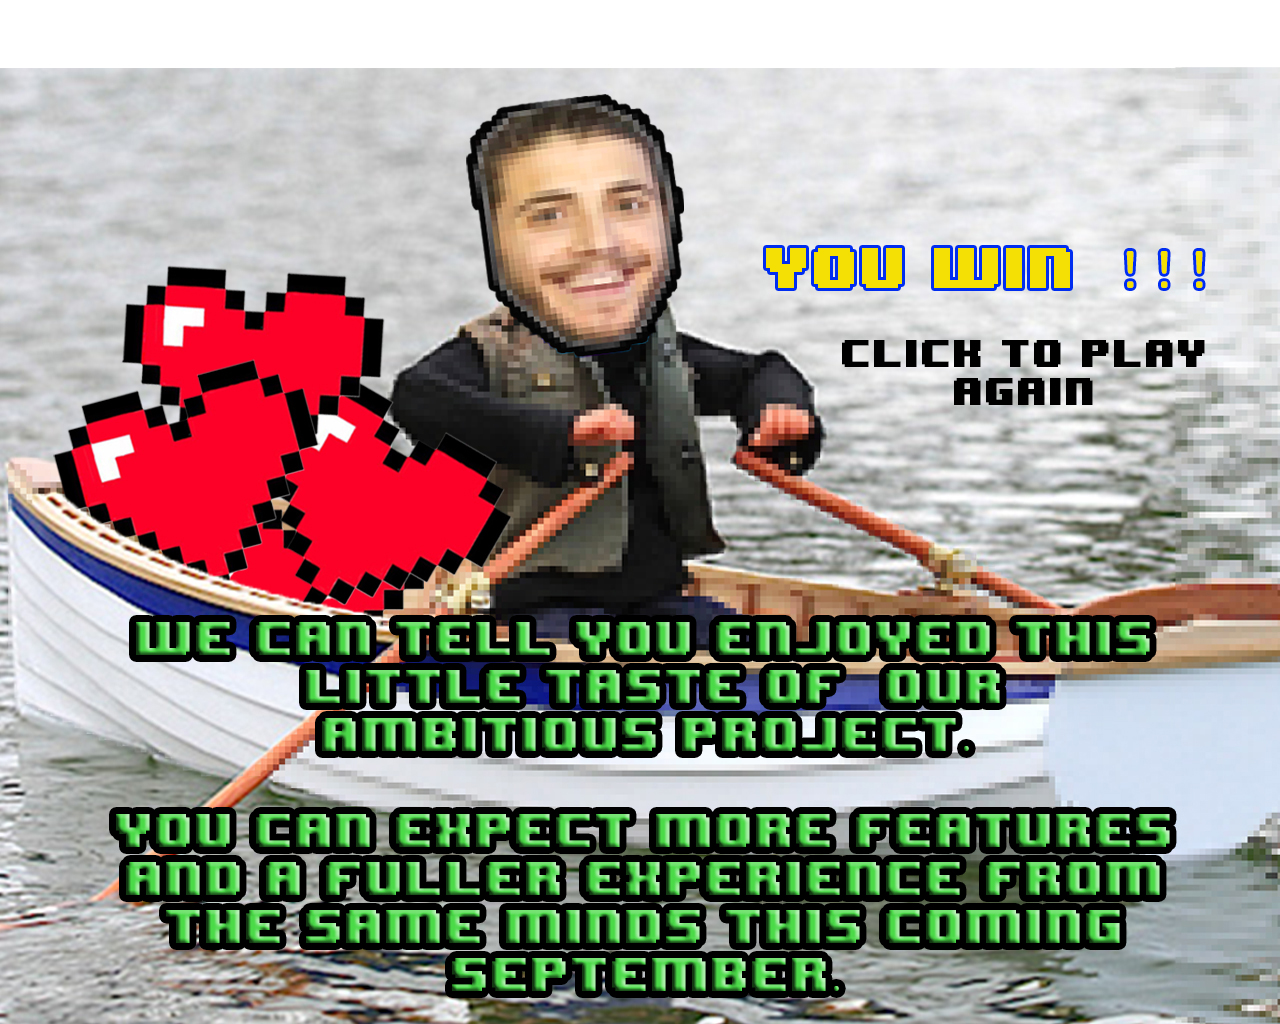 YOU WIN !!!
CLICK TO PLAY
AGAIN
WE CAN TELL YOU ENJOYED THIS
LITTLE TASTE OF OUR
AMBITIOUS PROJECT.
YOU CAN EXPECT MORE FEATURES
AND A FULLER EXPERIENCE FROM
THE SAME MINDS THIS COMING
SEPTEMBER.